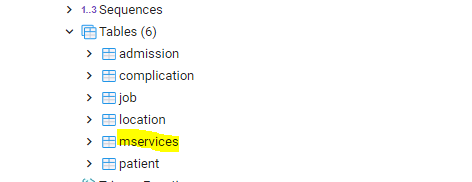 1..3 Sequences
Tables (6)
admission
complication
job
location
mservices
patient